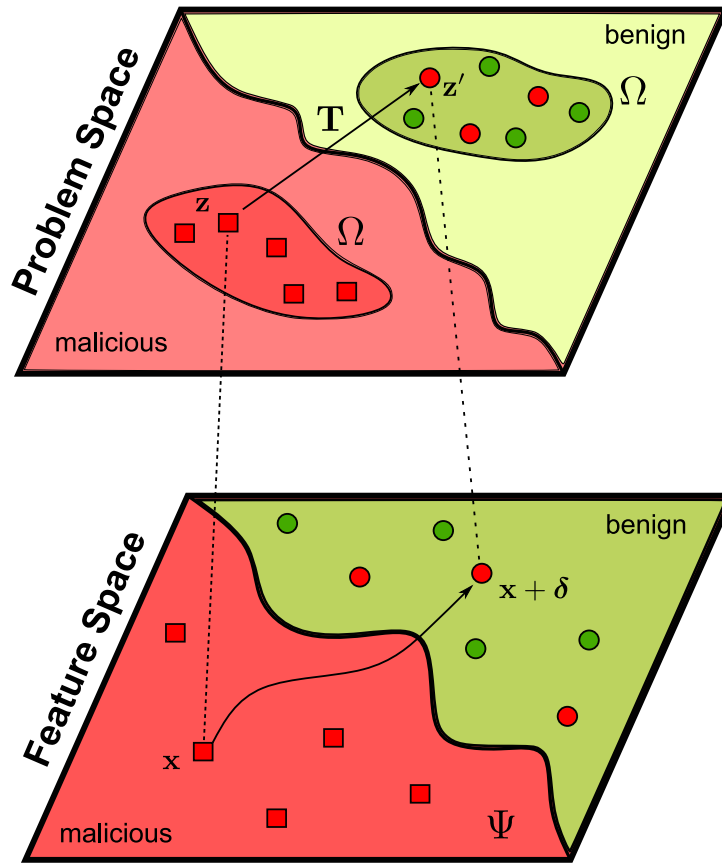 benign
Problem Space
z′
Ω
T
z
Ω
malicious
benign
Feature Space
x + δ
x
Ψ
malicious